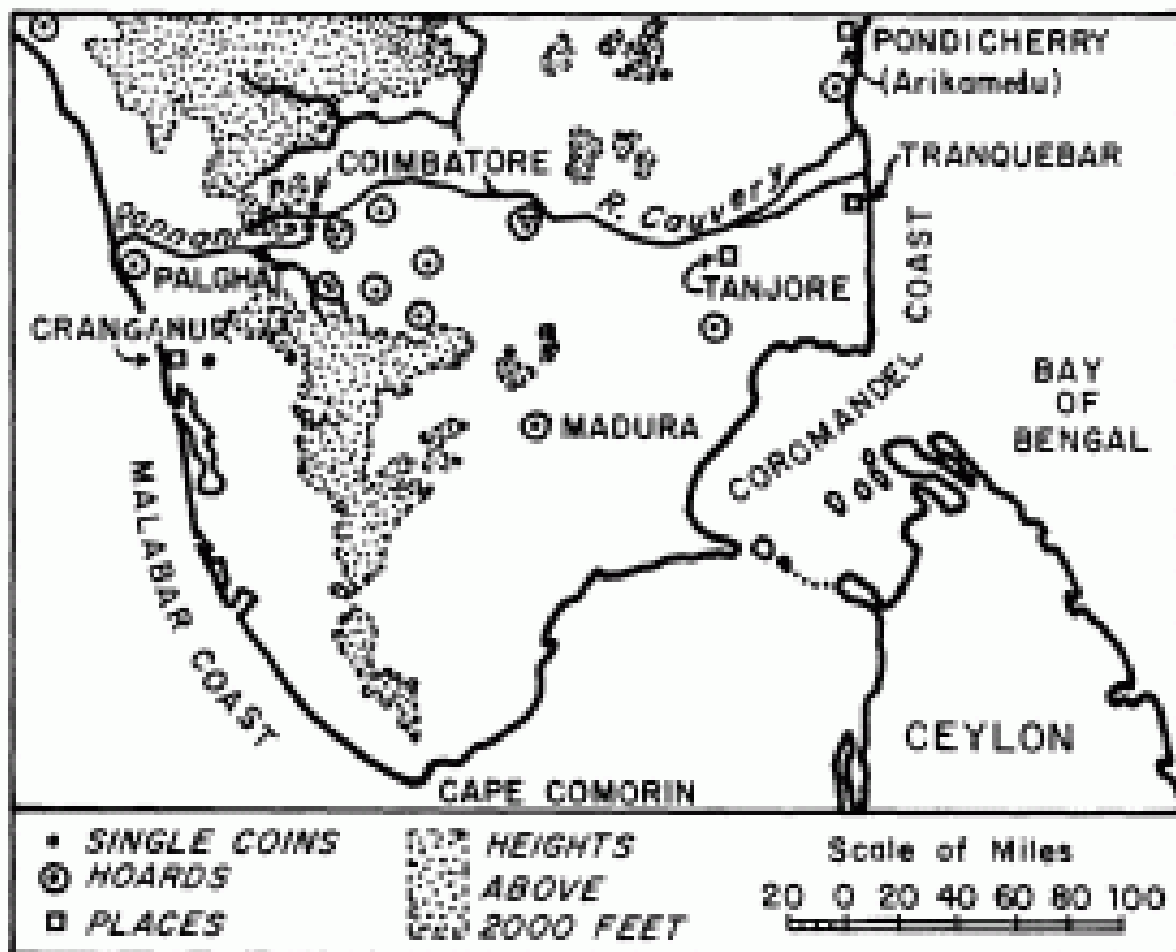 PONDICHERRY
(Arikamedu)
COIMBATORE
TRANQUEBAR
R. Cauvery
Ponnani
PALGHAT
TANJORE
CRANGANUR
COAST
BAY
OF
BENGAL
MADURA
COROMANDEL
MALABAR COAST
CEYLON
CAPE COMORIN
SINGLE COINS
HOARDS
PLACES
HEIGHTS
ABOVE
2000 FEET
Scale of Miles
20 0 20 40 60 80 100